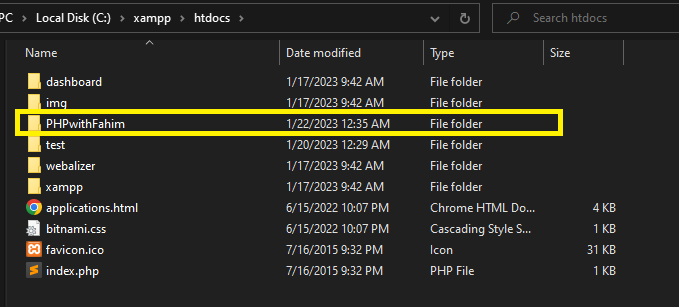 PC > Local Disk (C:) > xampp > htdocs > Search htdocs
Name Date modified Type Size
dashboard 1/17/2023 9:42 AM File folder
img 1/17/2023 9:42 AM File folder
PHPwithFahim 1/22/2023 12:35 AM File folder
test 1/20/2023 12:29 AM File folder
webalizer 1/17/2023 9:42 AM File folder
xampp 1/17/2023 9:42 AM File folder
applications.html 6/15/2022 10:07 PM Chrome HTML Do... 4 KB
bitnami.css 6/15/2022 10:07 PM Cascading Style S... 1 KB
favicon.ico 7/16/2015 9:32 PM Icon 31 KB
index.php 7/16/2015 9:32 PM PHP File 1 KB